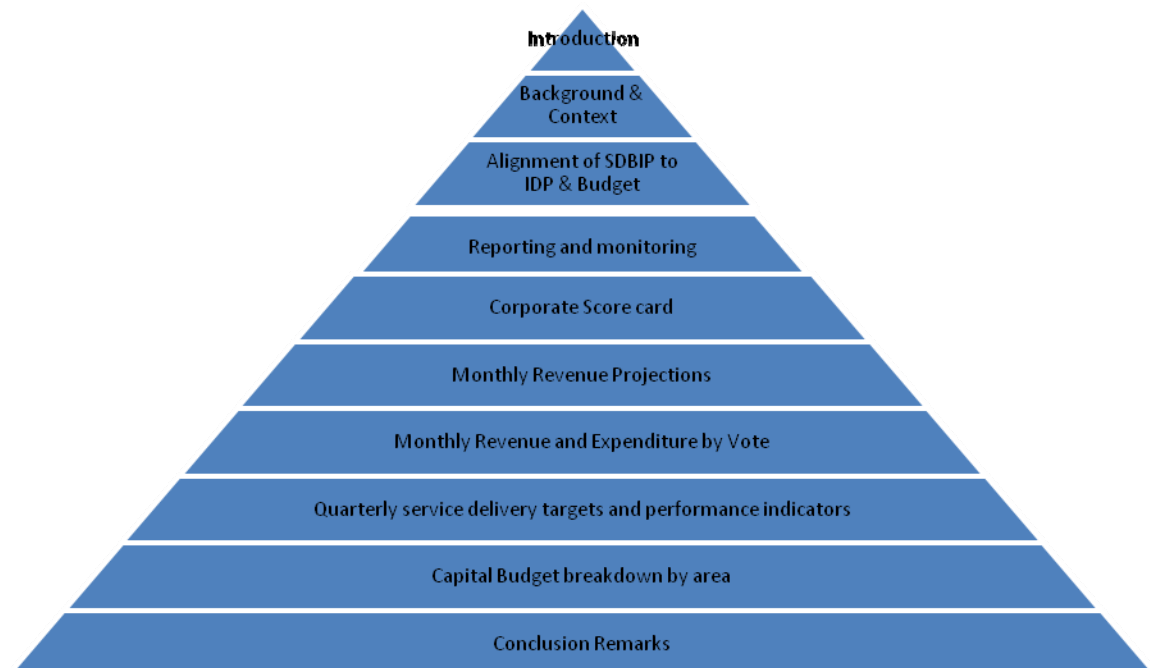 Introduction
Background &
Context
Alignment of SDBIP to
IDP & Budget
Reporting and monitoring
Corporate Score card
Monthly Revenue Projections
Monthly Revenue and Expenditure by Vote
Quarterly service delivery targets and performance indicators
Capital Budget breakdown by area
Conclusion Remarks